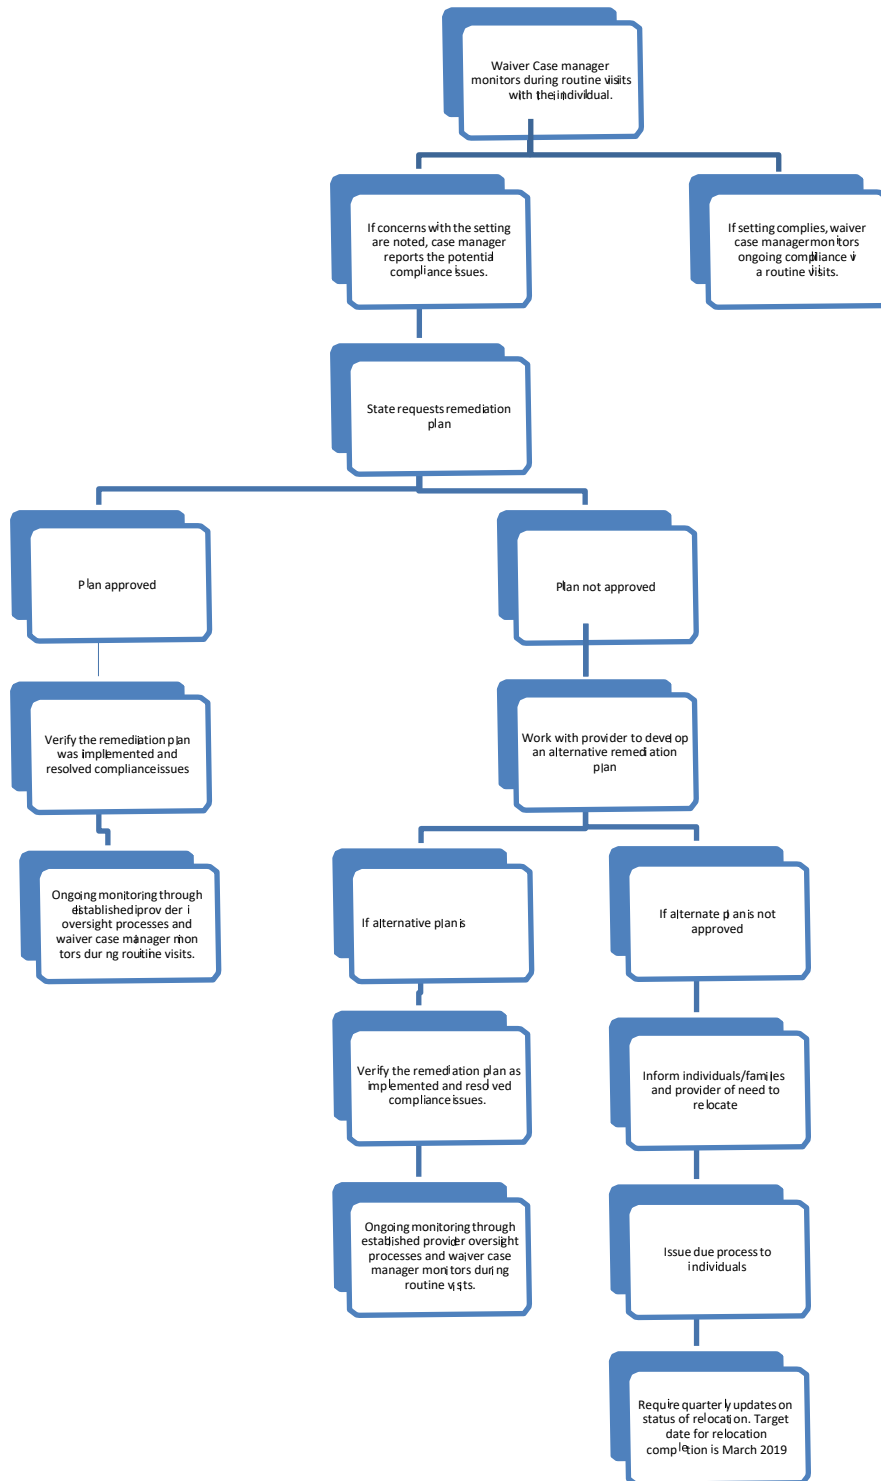 Waiver Case manager
monitors during routine visits
with the individual.
If concerns with the setting
are noted, case manager
reports the potential
compliance issues.
If setting complies, waiver
case managermonitors
ongoing compliance v
a routine visits.
State requests remediation
plan
Plan approved
Plan not approved
Verify the remediation plan
was implemented and
resolved compliance issues
Work with provider to develop
an alternative remediation
plan
Ongoing monitoring through
established provider
oversight processes and
waiver case manager mon
tors dur ng routine visits.
If alternative plan is
If alternate plan is not
approved
Verify the remediation plan as
implemented and resolved
compliance issues.
Inform individuals/families
and provider of need to
relocate
Ongoing monitoring through
established provider oversight
processes and waiver case
manager monitors during
routine visits.
Issue due process to
individuals
Require quarterly updates on
status of relocation. Target
date for relocation
completion is March 2019